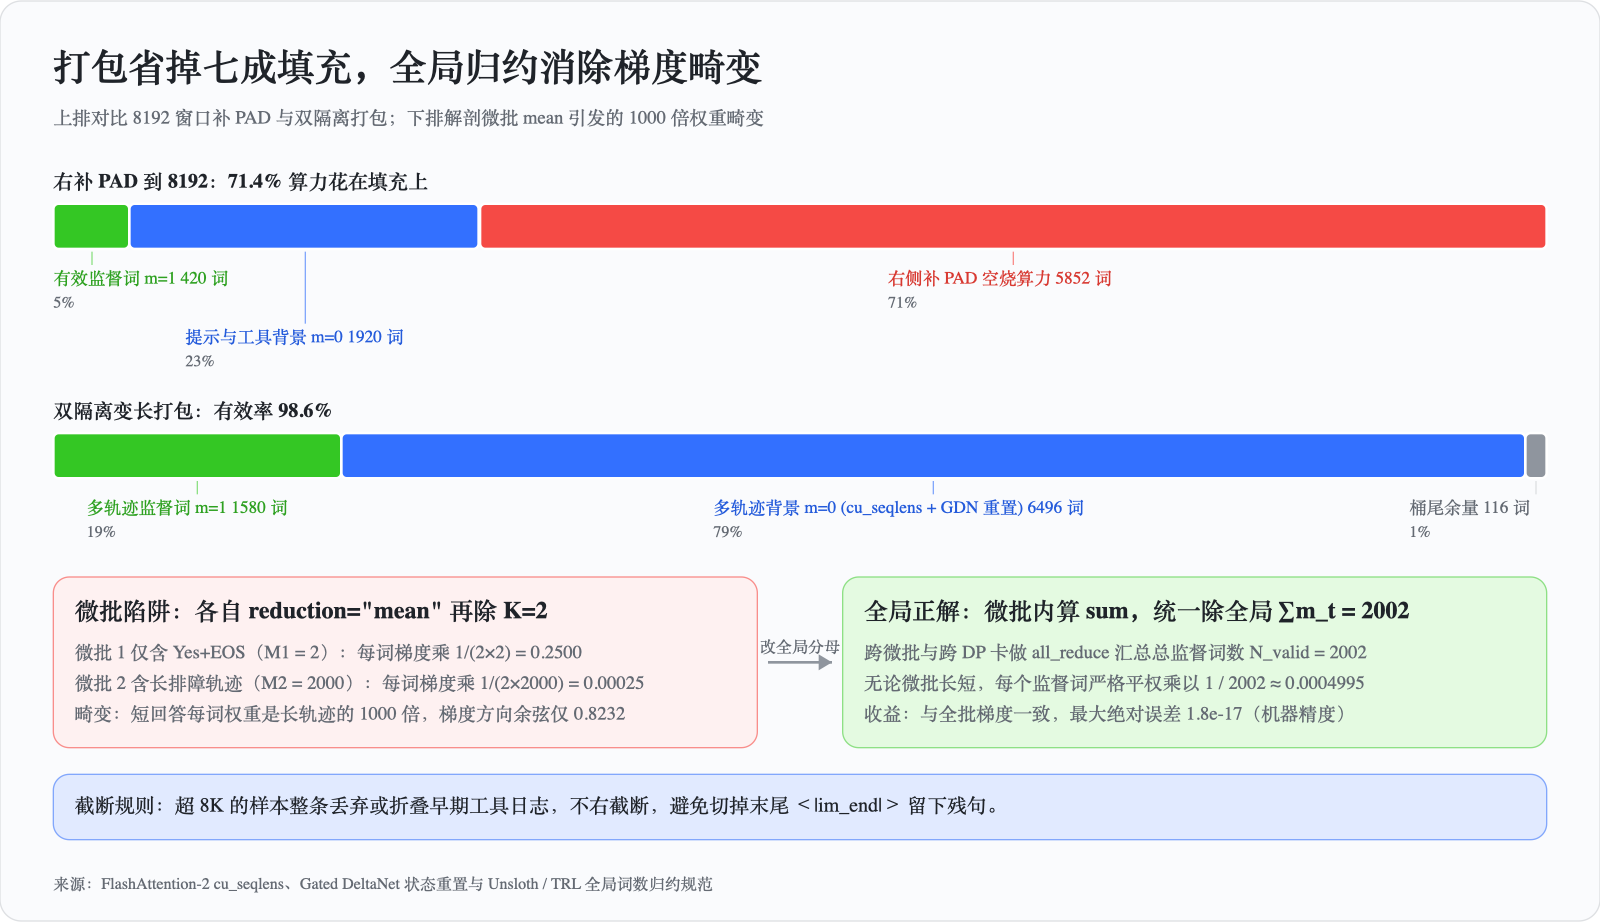 打包省掉七成填充，全局归约消除梯度畸变
上排对比 8192 窗口补 PAD 与双隔离打包；下排解剖微批 mean 引发的 1000 倍权重畸变
右补 PAD 到 8192：71.4% 算力花在填充上
有效监督词 m=1 420 词
5%
右侧补 PAD 空烧算力 5852 词
71%
提示与工具背景 m=0 1920 词
23%
双隔离变长打包：有效率 98.6%
多轨迹监督词 m=1 1580 词
19%
多轨迹背景 m=0 (cu_seqlens + GDN 重置) 6496 词
79%
桶尾余量 116 词
1%
微批陷阱：各自 reduction="mean" 再除 K=2
微批 1 仅含 Yes+EOS（M1 = 2）：每词梯度乘 1/(2×2) = 0.2500
微批 2 含长排障轨迹（M2 = 2000）：每词梯度乘 1/(2×2000) = 0.00025
畸变：短回答每词权重是长轨迹的 1000 倍，梯度方向余弦仅 0.8232
改全局分母
全局正解：微批内算 sum，统一除全局 ∑m_t = 2002
跨微批与跨 DP 卡做 all_reduce 汇总总监督词数 N_valid = 2002
无论微批长短，每个监督词严格平权乘以 1 / 2002 ≈ 0.0004995
收益：与全批梯度一致，最大绝对误差 1.8e-17（机器精度）
截断规则：超 8K 的样本整条丢弃或折叠早期工具日志，不右截断，避免切掉末尾 <|im_end|> 留下残句。
来源：FlashAttention-2 cu_seqlens、Gated DeltaNet 状态重置与 Unsloth / TRL 全局词数归约规范